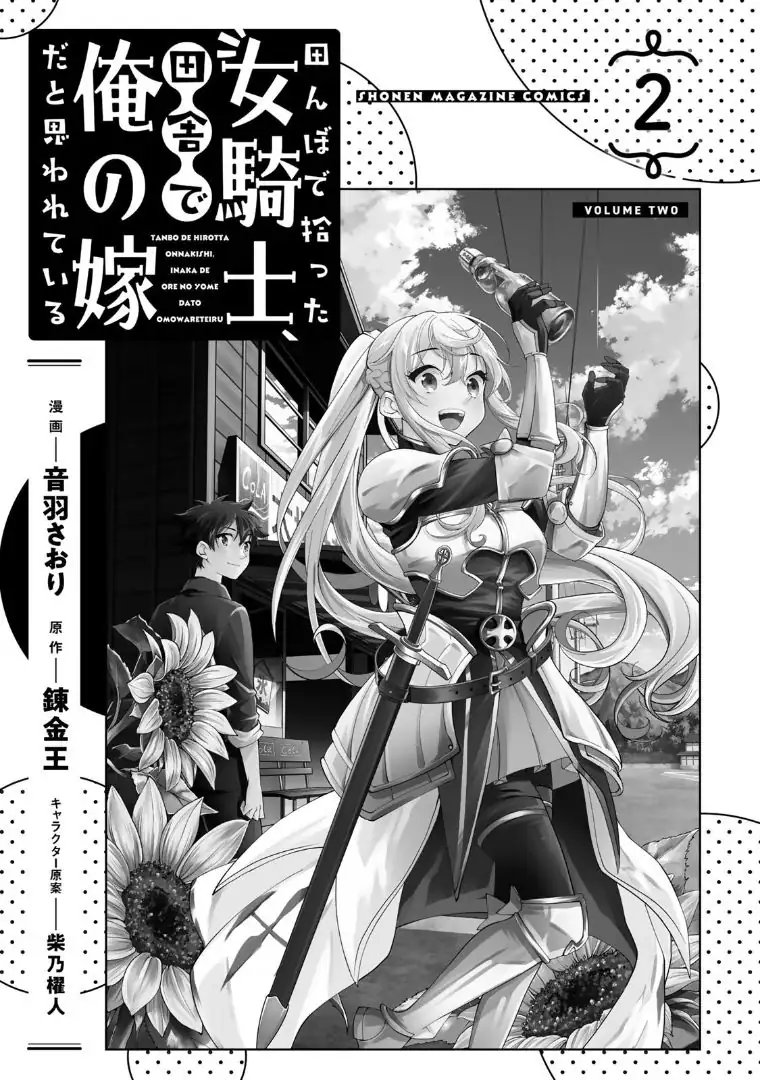 田んぼで拾った
女騎士、
田舎で
俺の嫁
だと思われている
TANBO DE HIROTTA
ONNAKISHI,
INAKA DE
ORE NO YOME
DATO
OMOWARETEIRU
SHONEN MAGAZINE COMICS
2
VOLUME TWO
漫画―音羽さおり
原作―錬金王
キャラクター原案―柴乃櫂人
COLA
Cola